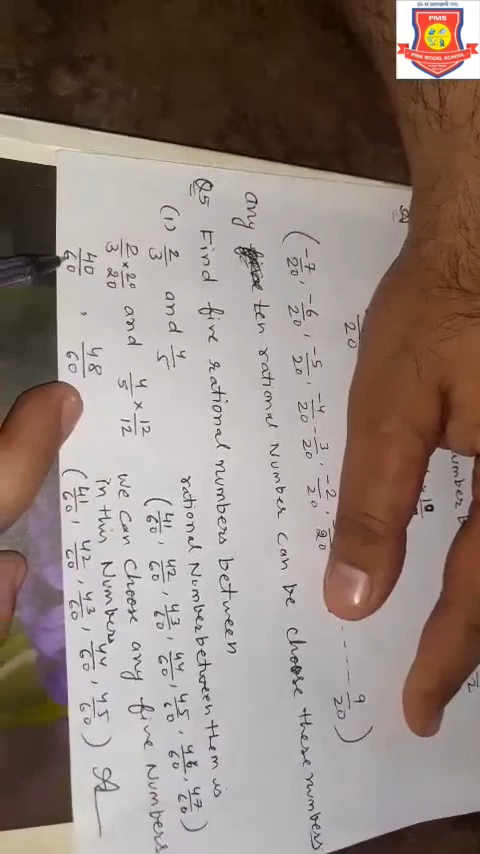 PMS
PMS MODEL SCHOOL
20
(-7/20, -6/20, -5/20, -4/20, -3/20, -2/20, ---- 9/20)
any ten rational Number can be choose these numbers
Q5 Find five rational numbers between
(1) 2/3 and 4/5
2/3 × 20/20 and 4/5 × 12/12
40/60, 48/60
rational Number between them is
(41/60, 42/60, 43/60, 44/60, 45/60, 46/60, 47/60)
we can choose any five Numbers
in this Numbers
(41/60, 42/60, 43/60, 44/60, 45/60)